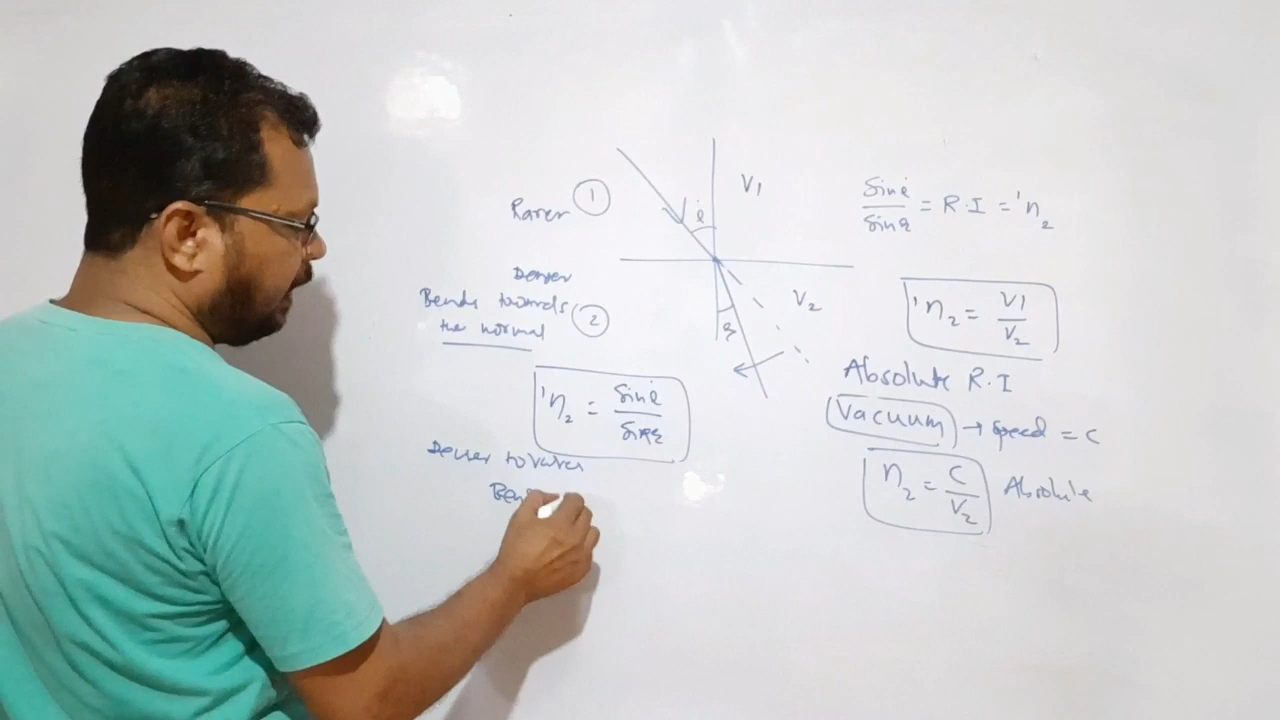 V1
Rarer ①
i
sin i / sin r = R.I = ¹n₂
Denser
Bends towards
the normal ②
r
V₂
¹n₂ = V1 / V₂
¹n₂ = sin i / sin r
Absolute R.I
Vacuum → speed = c
n₂ = c / V₂ Absolute
Denser to rarer
Ben